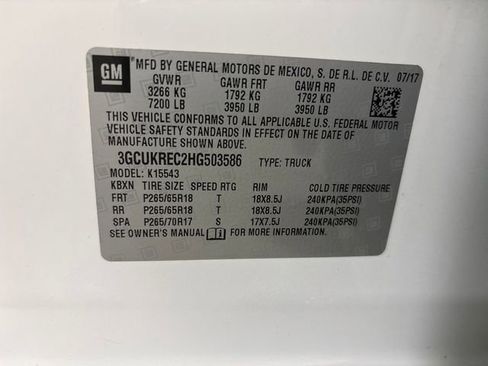 GM
MFD BY GENERAL MOTORS DE MEXICO, S. DE R.L. DE C.V. 07/17
GVWR GAWR FRT GAWR RR
3266 KG 1792 KG 1792 KG
7200 LB 3950 LB 3950 LB
THIS VEHICLE CONFORMS TO ALL APPLICABLE U.S. FEDERAL MOTOR
VEHICLE SAFETY STANDARDS IN EFFECT ON THE DATE OF
MANUFACTURE SHOWN ABOVE.
3GCUKREC2HG503586 TYPE: TRUCK
MODEL: K15543
KBXN TIRE SIZE SPEED RTG RIM COLD TIRE PRESSURE
FRT P265/65R18 T 18X8.5J 240KPA(35PSI)
RR P265/65R18 T 18X8.5J 240KPA(35PSI)
SPA P265/70R17 S 17X7.5J 240KPA(35PSI)
SEE OWNER'S MANUAL FOR MORE INFORMATION.